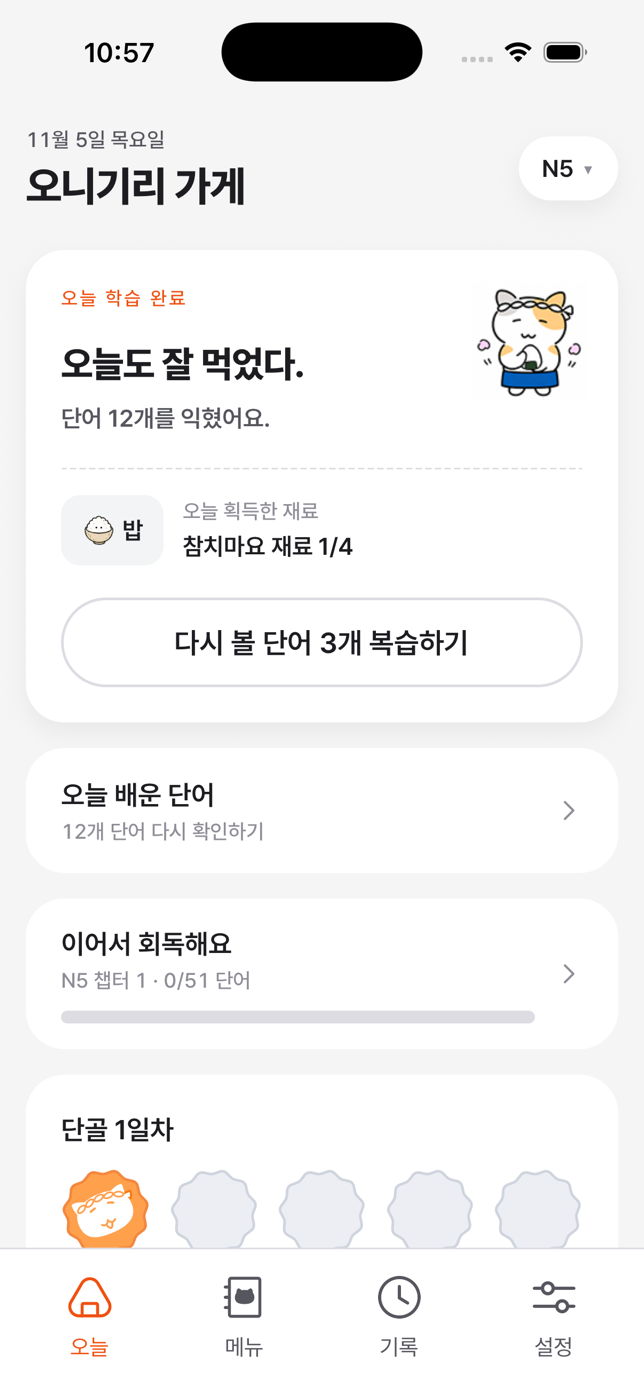 10:57
11월 5일 목요일
오니기리 가게
N5 ▼
오늘 학습 완료
오늘도 잘 먹었다.
단어 12개를 익혔어요.
밥
오늘 획득한 재료
참치마요 재료 1/4
다시 볼 단어 3개 복습하기
오늘 배운 단어
12개 단어 다시 확인하기
이어서 회독해요
N5 챕터 1 · 0/51 단어
단골 1일차
오늘
메뉴
기록
설정